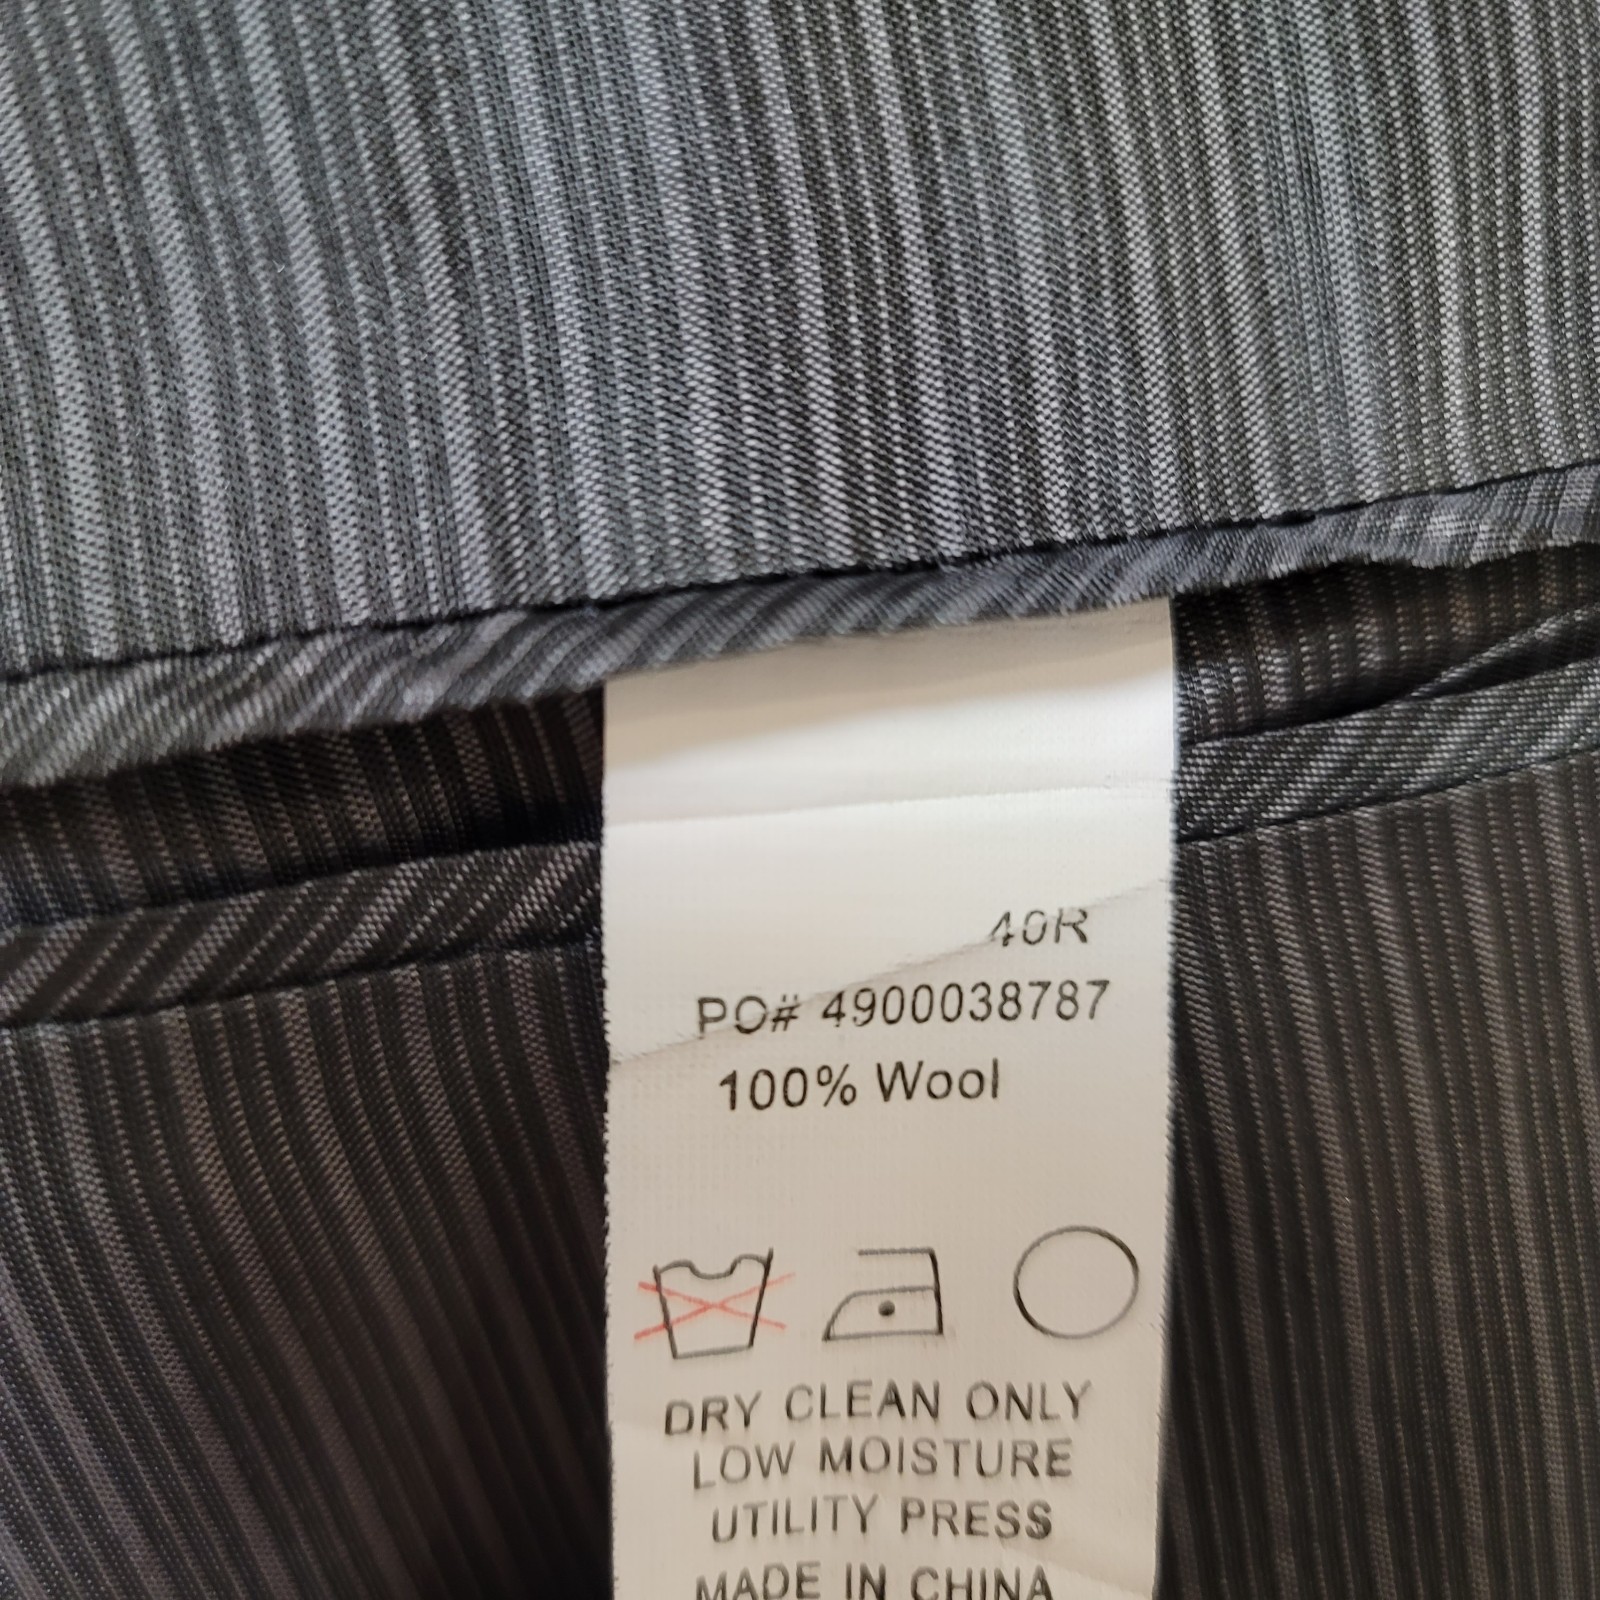 40R
PO# 4900038787
100% Wool
DRY CLEAN ONLY
LOW MOISTURE
UTILITY PRESS
MADE IN CHINA